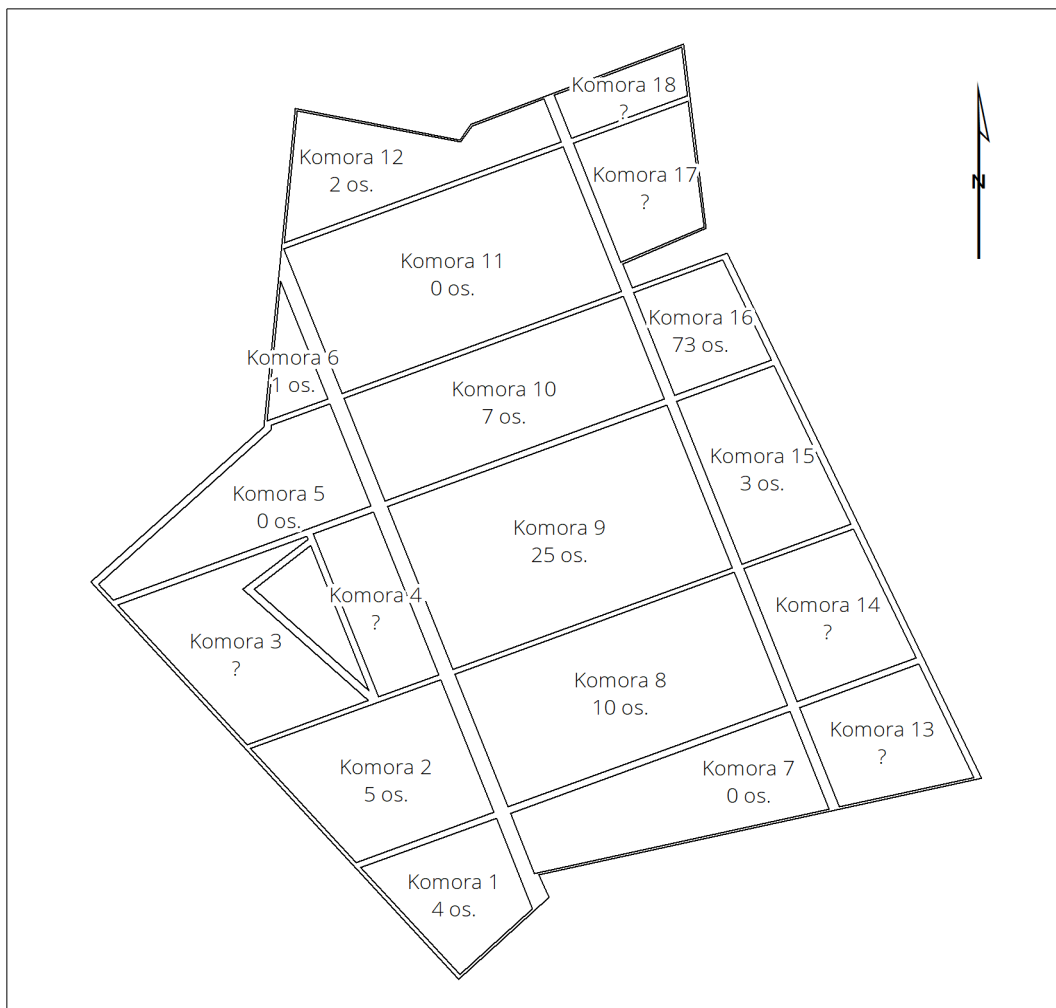 Komora 18
?
Komora 12
2 os.
Komora 17
?
Komora 11
0 os.
N
Komora 16
73 os.
Komora 6
1 os.
Komora 10
7 os.
Komora 15
3 os.
Komora 5
0 os.
Komora 9
25 os.
Komora 4
?
Komora 14
?
Komora 3
?
Komora 8
10 os.
Komora 13
?
Komora 2
5 os.
Komora 7
0 os.
Komora 1
4 os.